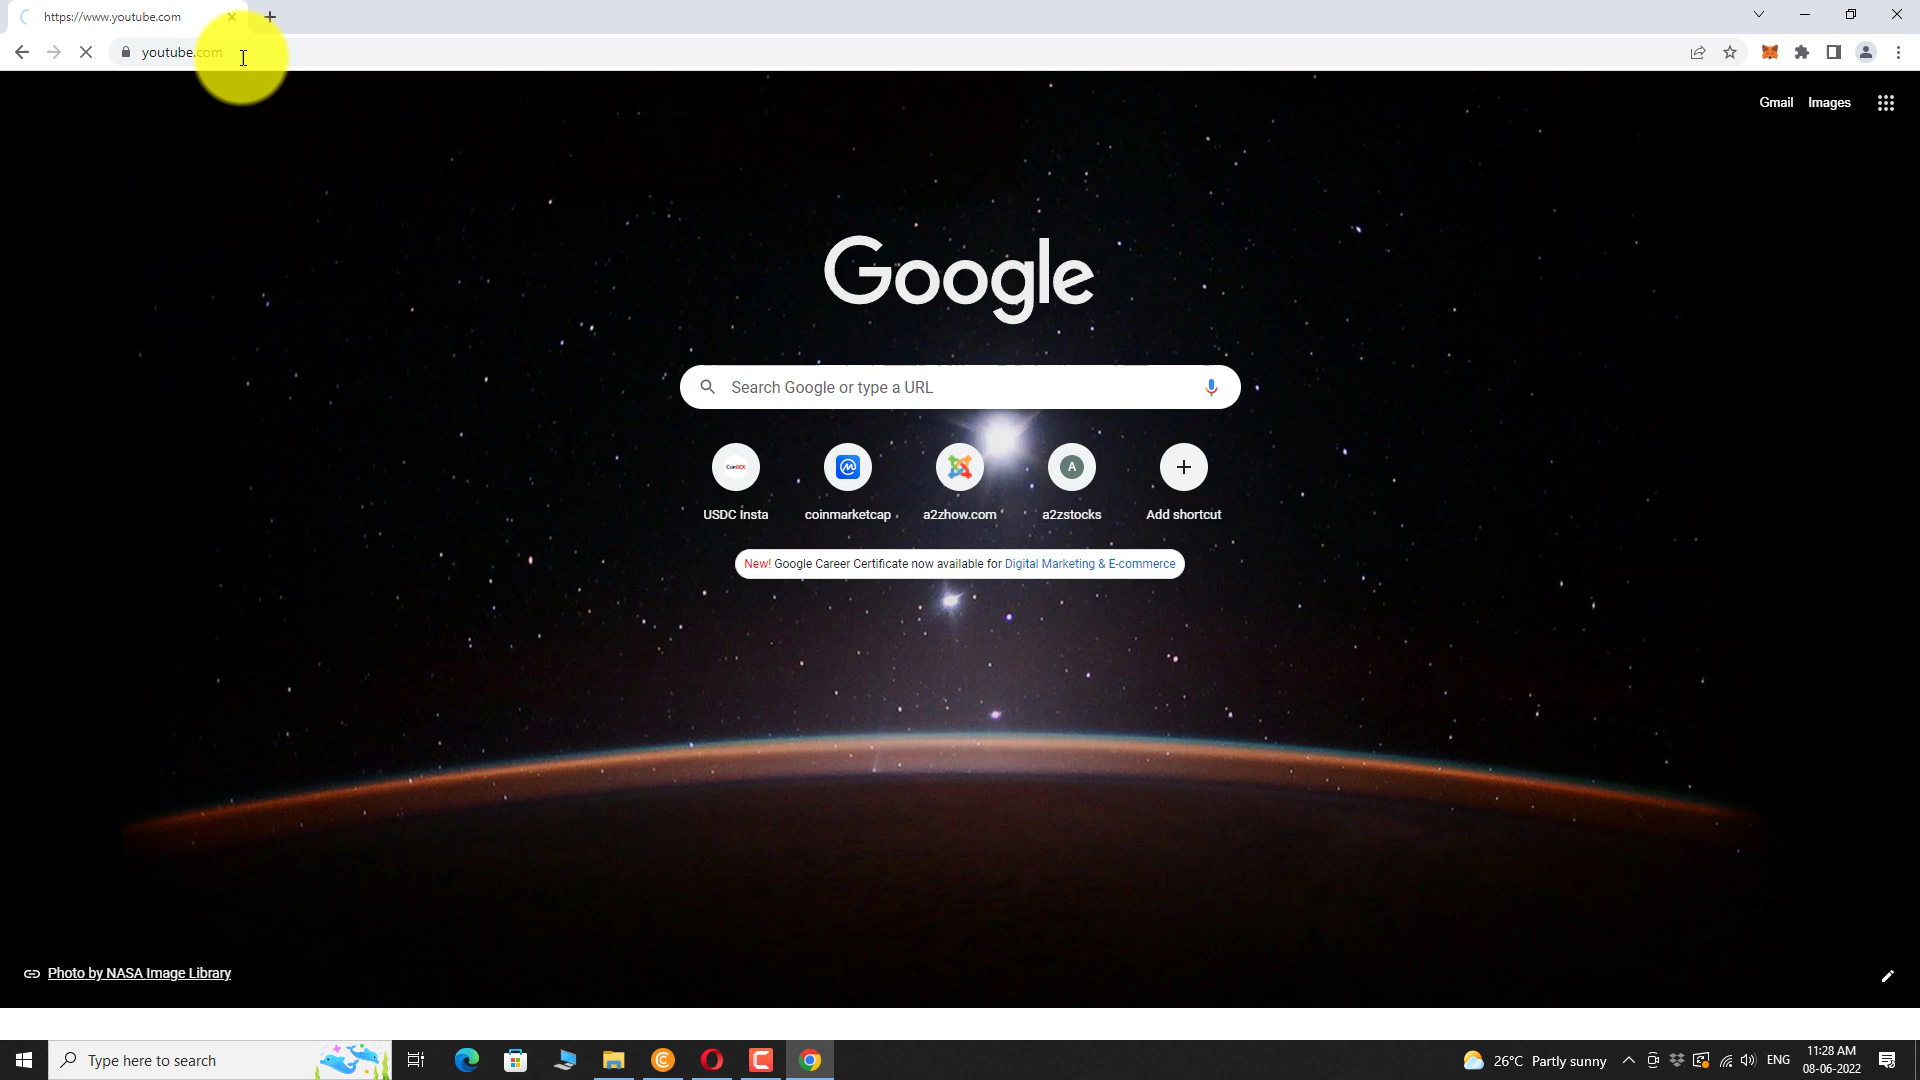 https://www.youtube.com
youtube.com
Gmail Images
Google
Search Google or type a URL
CoinDCX
A
USDC Insta coinmarketcap a2zhow.com a2zstocks Add shortcut
New! Google Career Certificate now available for Digital Marketing & E-commerce
Photo by NASA Image Library
Type here to search
26°C Partly sunny
ENG
11:28 AM
08-06-2022